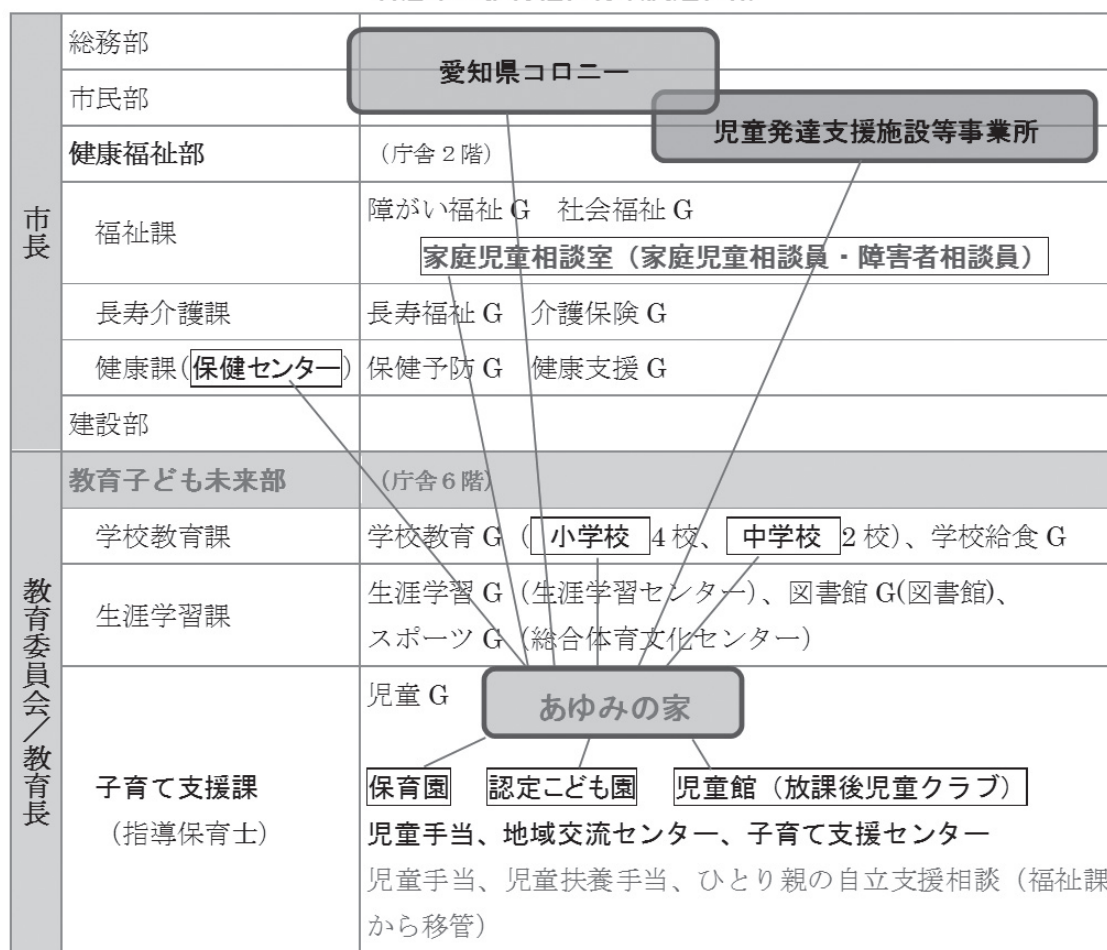 市長
総務部
愛知県コロニー
市民部
児童発達支援施設等事業所
健康福祉部
（庁舎２階）
福祉課
障がい福祉 G　社会福祉 G
家庭児童相談室（家庭児童相談員・障害者相談員）
長寿介護課
長寿福祉 G　介護保険 G
健康課(保健センター)
保健予防 G　健康支援 G
建設部
教育委員会／教育長
教育子ども未来部
（庁舎６階）
学校教育課
学校教育 G（ 小学校 4 校、 中学校 2 校）、学校給食 G
生涯学習課
生涯学習 G（生涯学習センター）、図書館 G(図書館)、
スポーツ G（総合体育文化センター）
子育て支援課
（指導保育士）
児童 G
あゆみの家
保育園　認定こども園　児童館（放課後児童クラブ）
児童手当、地域交流センター、子育て支援センター
児童手当、児童扶養手当、ひとり親の自立支援相談（福祉課
から移管）